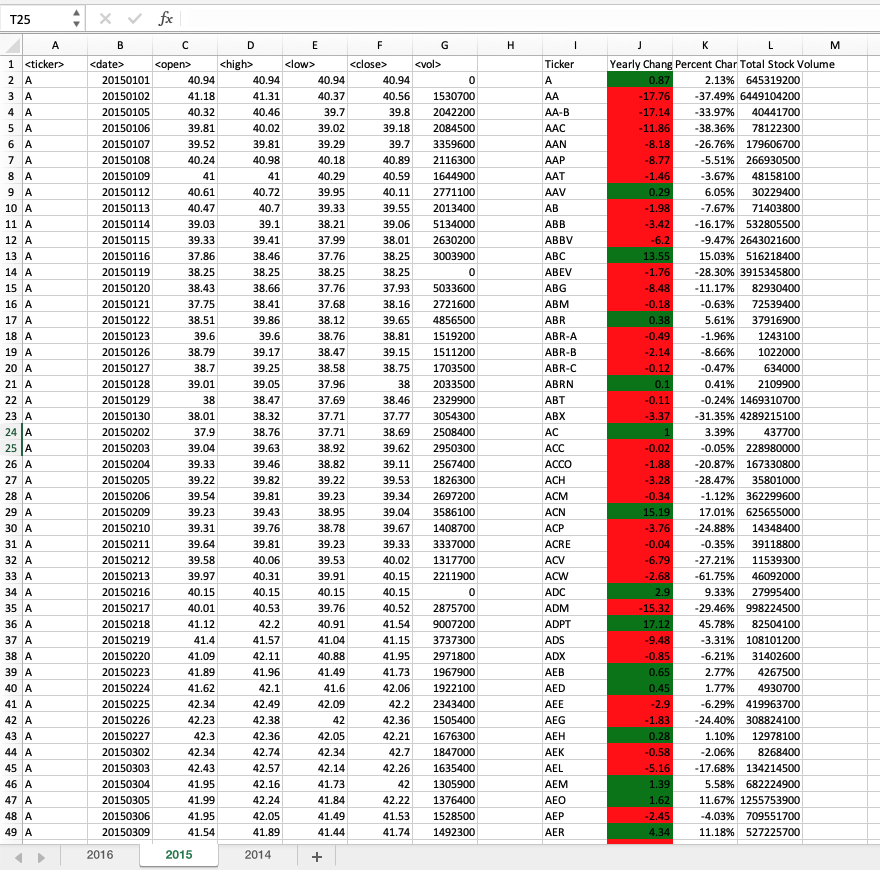 T25 fx
A B C D E F G H I J K L M
1 <ticker> <date> <open> <high> <low> <close> <vol> Ticker Yearly Chang Percent Char Total Stock Volume
2 A 20150101 40.94 40.94 40.94 40.94 0 A 0.87 2.13% 645319200
3 A 20150102 41.18 41.31 40.37 40.56 1530700 AA -17.76 -37.49% 6449104200
4 A 20150105 40.32 40.46 39.7 39.8 2042200 AA-B -17.14 -33.97% 40441700
5 A 20150106 39.81 40.02 39.02 39.18 2084500 AAC -11.86 -38.36% 78122300
6 A 20150107 39.52 39.81 39.29 39.7 3359600 AAN -8.18 -26.76% 179606700
7 A 20150108 40.24 40.98 40.18 40.89 2116300 AAP -8.77 -5.51% 266930500
8 A 20150109 41 41 40.29 40.59 1644900 AAT -1.46 -3.67% 48158100
9 A 20150112 40.61 40.72 39.95 40.11 2771100 AAV 0.29 6.05% 30229400
10 A 20150113 40.47 40.7 39.33 39.55 2013400 AB -1.98 -7.67% 71403800
11 A 20150114 39.03 39.1 38.21 39.06 5134000 ABB -3.42 -16.17% 532805500
12 A 20150115 39.33 39.41 37.99 38.01 2630200 ABBV -6.2 -9.47% 2643021600
13 A 20150116 37.86 38.46 37.76 38.25 3003900 ABC 13.55 15.03% 516218400
14 A 20150119 38.25 38.25 38.25 38.25 0 ABEV -1.76 -28.30% 3915345800
15 A 20150120 38.43 38.66 37.76 37.93 5033600 ABG -8.48 -11.17% 82930400
16 A 20150121 37.75 38.41 37.68 38.16 2721600 ABM -0.18 -0.63% 72539400
17 A 20150122 38.51 39.86 38.12 39.65 4856500 ABR 0.38 5.61% 37916900
18 A 20150123 39.6 39.6 38.76 38.81 1519200 ABR-A -0.49 -1.96% 1243100
19 A 20150126 38.79 39.17 38.47 39.15 1511200 ABR-B -2.14 -8.66% 1022000
20 A 20150127 38.7 39.25 38.58 38.75 1703500 ABR-C -0.12 -0.47% 634000
21 A 20150128 39.01 39.05 37.96 38 2033500 ABRN 0.1 0.41% 2109900
22 A 20150129 38 38.47 37.69 38.46 2329900 ABT -0.11 -0.24% 1469310700
23 A 20150130 38.01 38.32 37.71 37.77 3054300 ABX -3.37 -31.35% 4289215100
24 A 20150202 37.9 38.76 37.71 38.69 2508400 AC 1 3.39% 437700
25 A 20150203 39.04 39.63 38.92 39.62 2950300 ACC -0.02 -0.05% 228980000
26 A 20150204 39.33 39.46 38.82 39.11 2567400 ACCO -1.88 -20.87% 167330800
27 A 20150205 39.22 39.82 39.22 39.53 1826300 ACH -3.28 -28.47% 35801000
28 A 20150206 39.54 39.81 39.23 39.34 2697200 ACM -0.34 -1.12% 362299600
29 A 20150209 39.23 39.43 38.95 39.04 3586100 ACN 15.19 17.01% 625655000
30 A 20150210 39.31 39.76 38.78 39.67 1408700 ACP -3.76 -24.88% 14348400
31 A 20150211 39.64 39.81 39.23 39.33 3337000 ACRE -0.04 -0.35% 39118800
32 A 20150212 39.58 40.06 39.53 40.02 1317700 ACV -6.79 -27.21% 11539300
33 A 20150213 39.97 40.31 39.91 40.15 2211900 ACW -2.68 -61.75% 46092000
34 A 20150216 40.15 40.15 40.15 40.15 0 ADC 2.9 9.33% 27995400
35 A 20150217 40.01 40.53 39.76 40.52 2875700 ADM -15.32 -29.46% 998224500
36 A 20150218 41.12 42.2 40.91 41.54 9007200 ADPT 17.12 45.78% 82504100
37 A 20150219 41.4 41.57 41.04 41.15 3737300 ADS -9.48 -3.31% 108101200
38 A 20150220 41.09 42.11 40.88 41.95 2971800 ADX -0.85 -6.21% 31402600
39 A 20150223 41.89 41.96 41.49 41.73 1967900 AEB 0.65 2.77% 4267500
40 A 20150224 41.62 42.1 41.6 42.06 1922100 AED 0.45 1.77% 4930700
41 A 20150225 42.34 42.49 42.09 42.2 2343400 AEE -2.9 -6.29% 419963700
42 A 20150226 42.23 42.38 42 42.36 1505400 AEG -1.83 -24.40% 308824100
43 A 20150227 42.3 42.36 42.05 42.21 1676300 AEH 0.28 1.10% 12978100
44 A 20150302 42.34 42.74 42.34 42.7 1847000 AEK -0.58 -2.06% 8268400
45 A 20150303 42.43 42.57 42.14 42.26 1635400 AEL -5.16 -17.68% 134214500
46 A 20150304 41.95 42.16 41.73 42 1305900 AEM 1.39 5.58% 682224900
47 A 20150305 41.99 42.24 41.84 42.22 1376400 AEO 1.62 11.67% 1255753900
48 A 20150306 41.95 42.05 41.49 41.53 1528500 AEP -2.45 -4.03% 709551700
49 A 20150309 41.54 41.89 41.44 41.74 1492300 AER 4.34 11.18% 527225700
2016 2015 2014 +